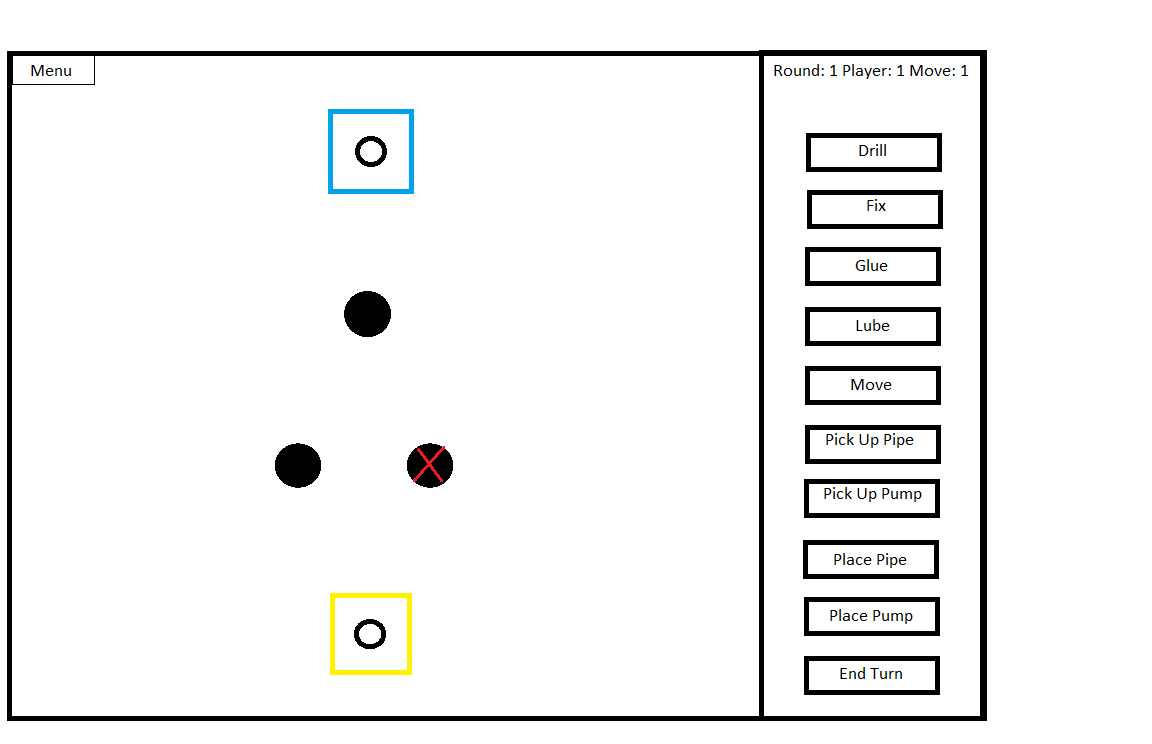 Menu
Round: 1 Player: 1 Move: 1
Drill
Fix
Glue
Lube
Move
Pick Up Pipe
Pick Up Pump
Place Pipe
Place Pump
End Turn